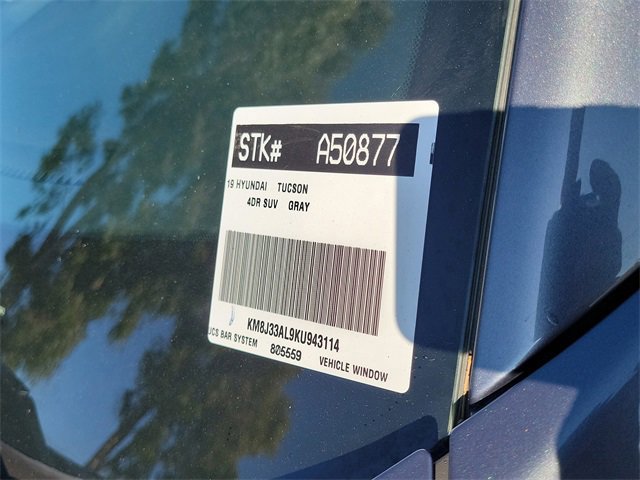 STK# A50877
19 HYUNDAI TUCSON
4DR SUV GRAY
KM8J33AL9KU943114
UCS BAR SYSTEM 805559 VEHICLE WINDOW